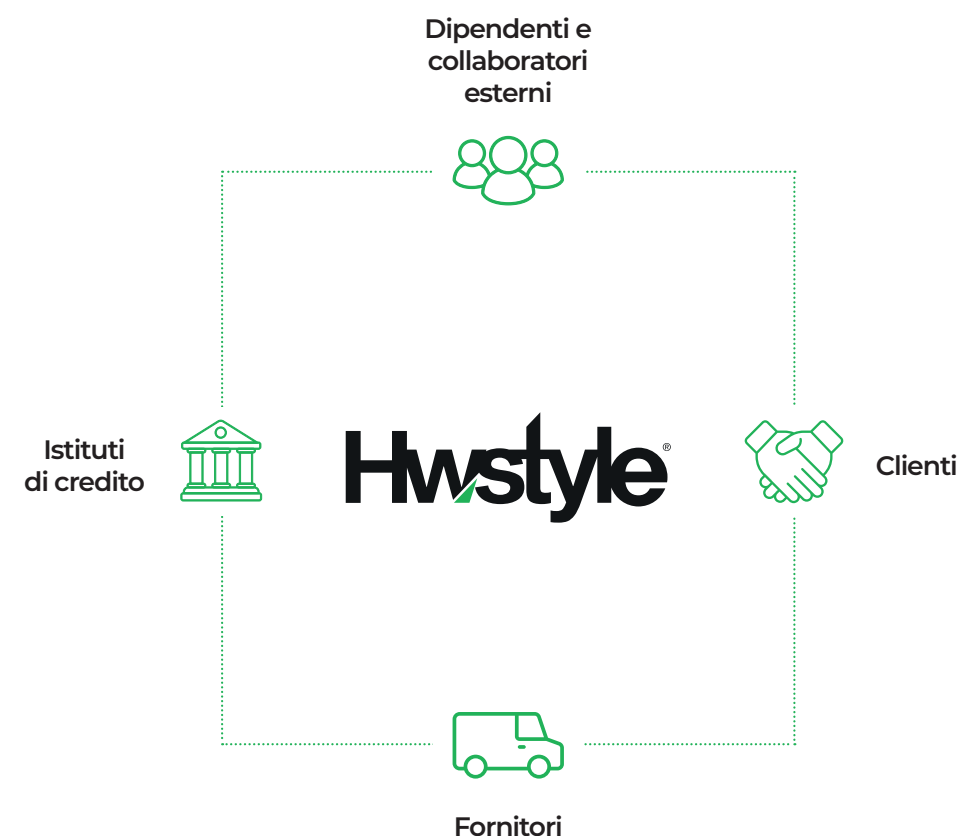 Dipendenti e
collaboratori
esterni
Istituti
di credito
Hwstyle®
Clienti
Fornitori